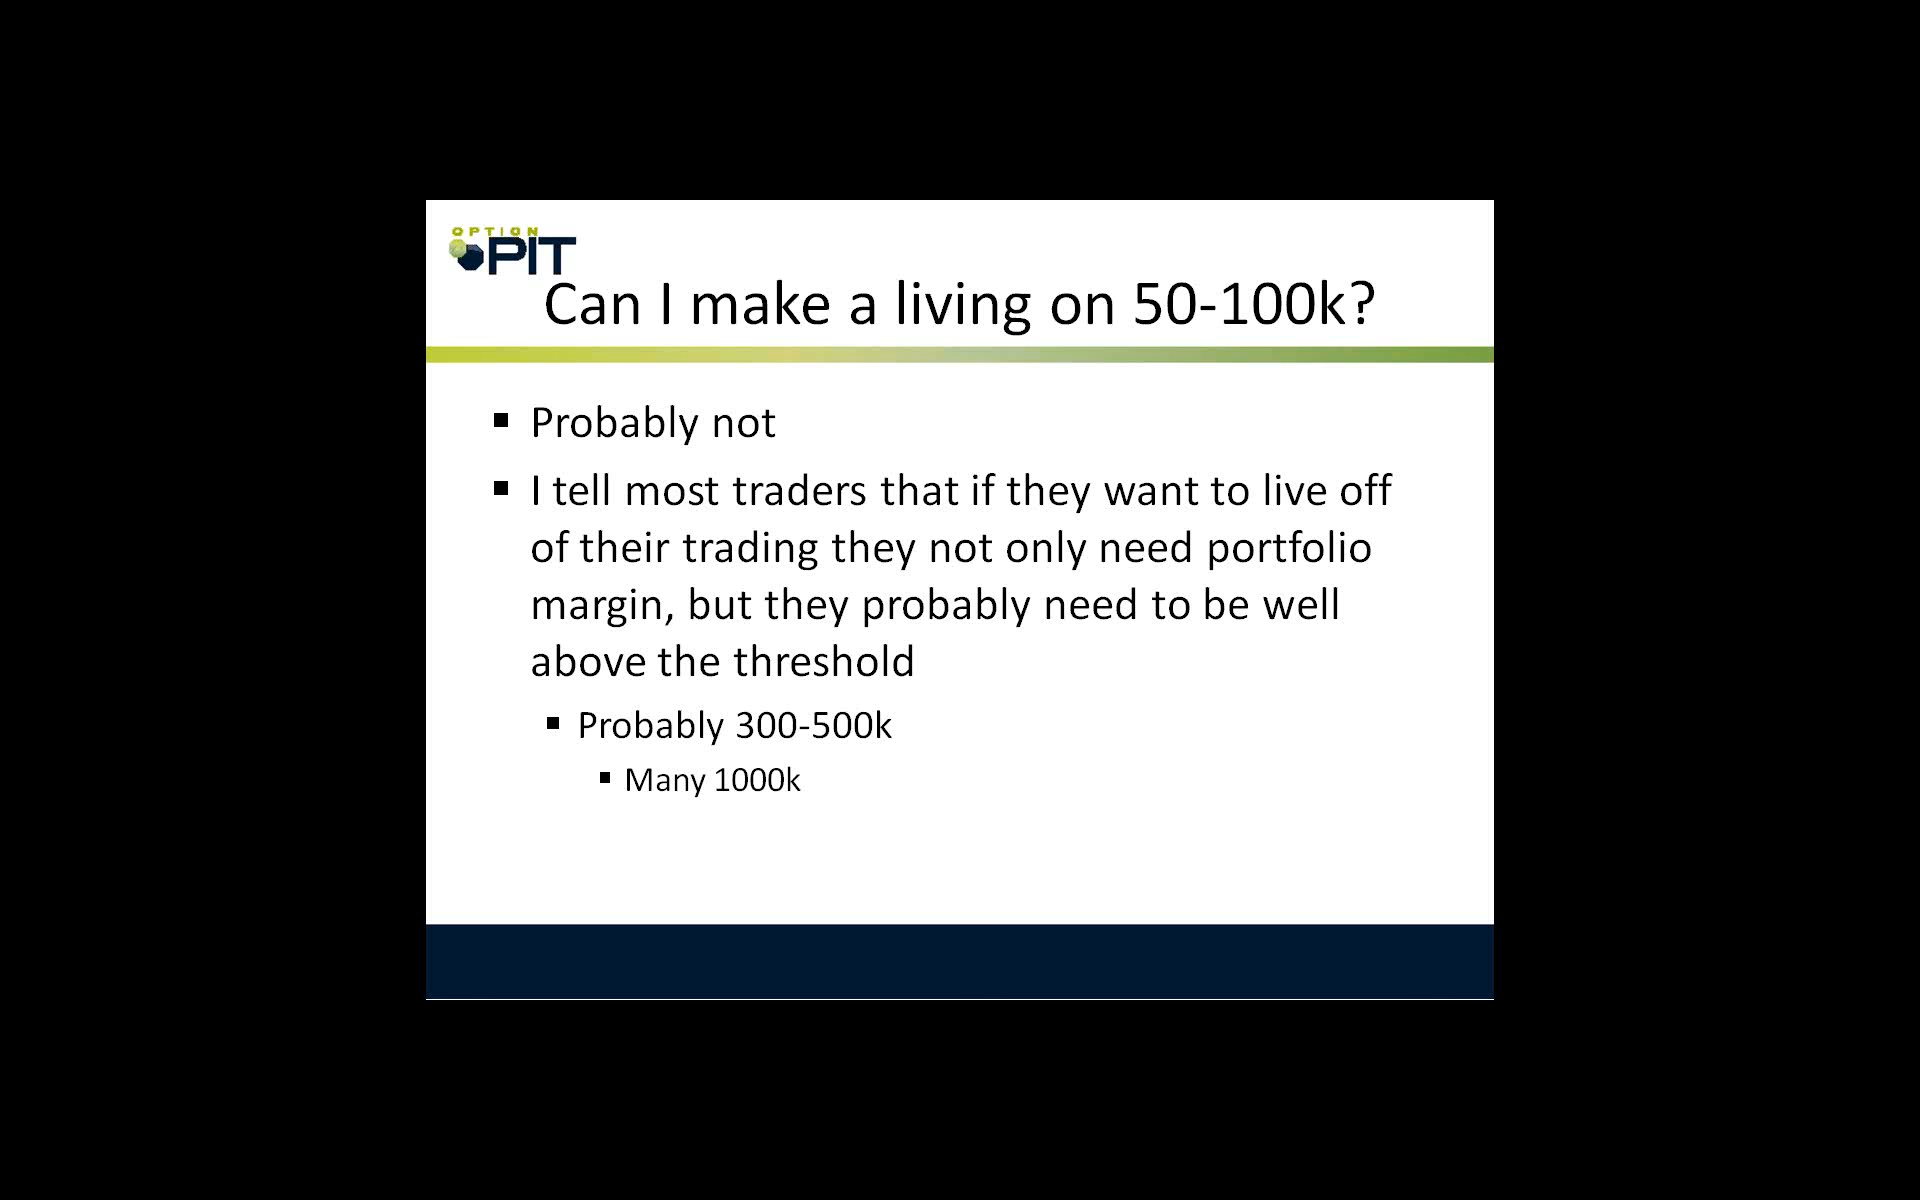 OPTION
PIT
Can I make a living on 50-100k?
▪ Probably not
▪ I tell most traders that if they want to live off
of their trading they not only need portfolio
margin, but they probably need to be well
above the threshold
▪ Probably 300-500k
▪ Many 1000k